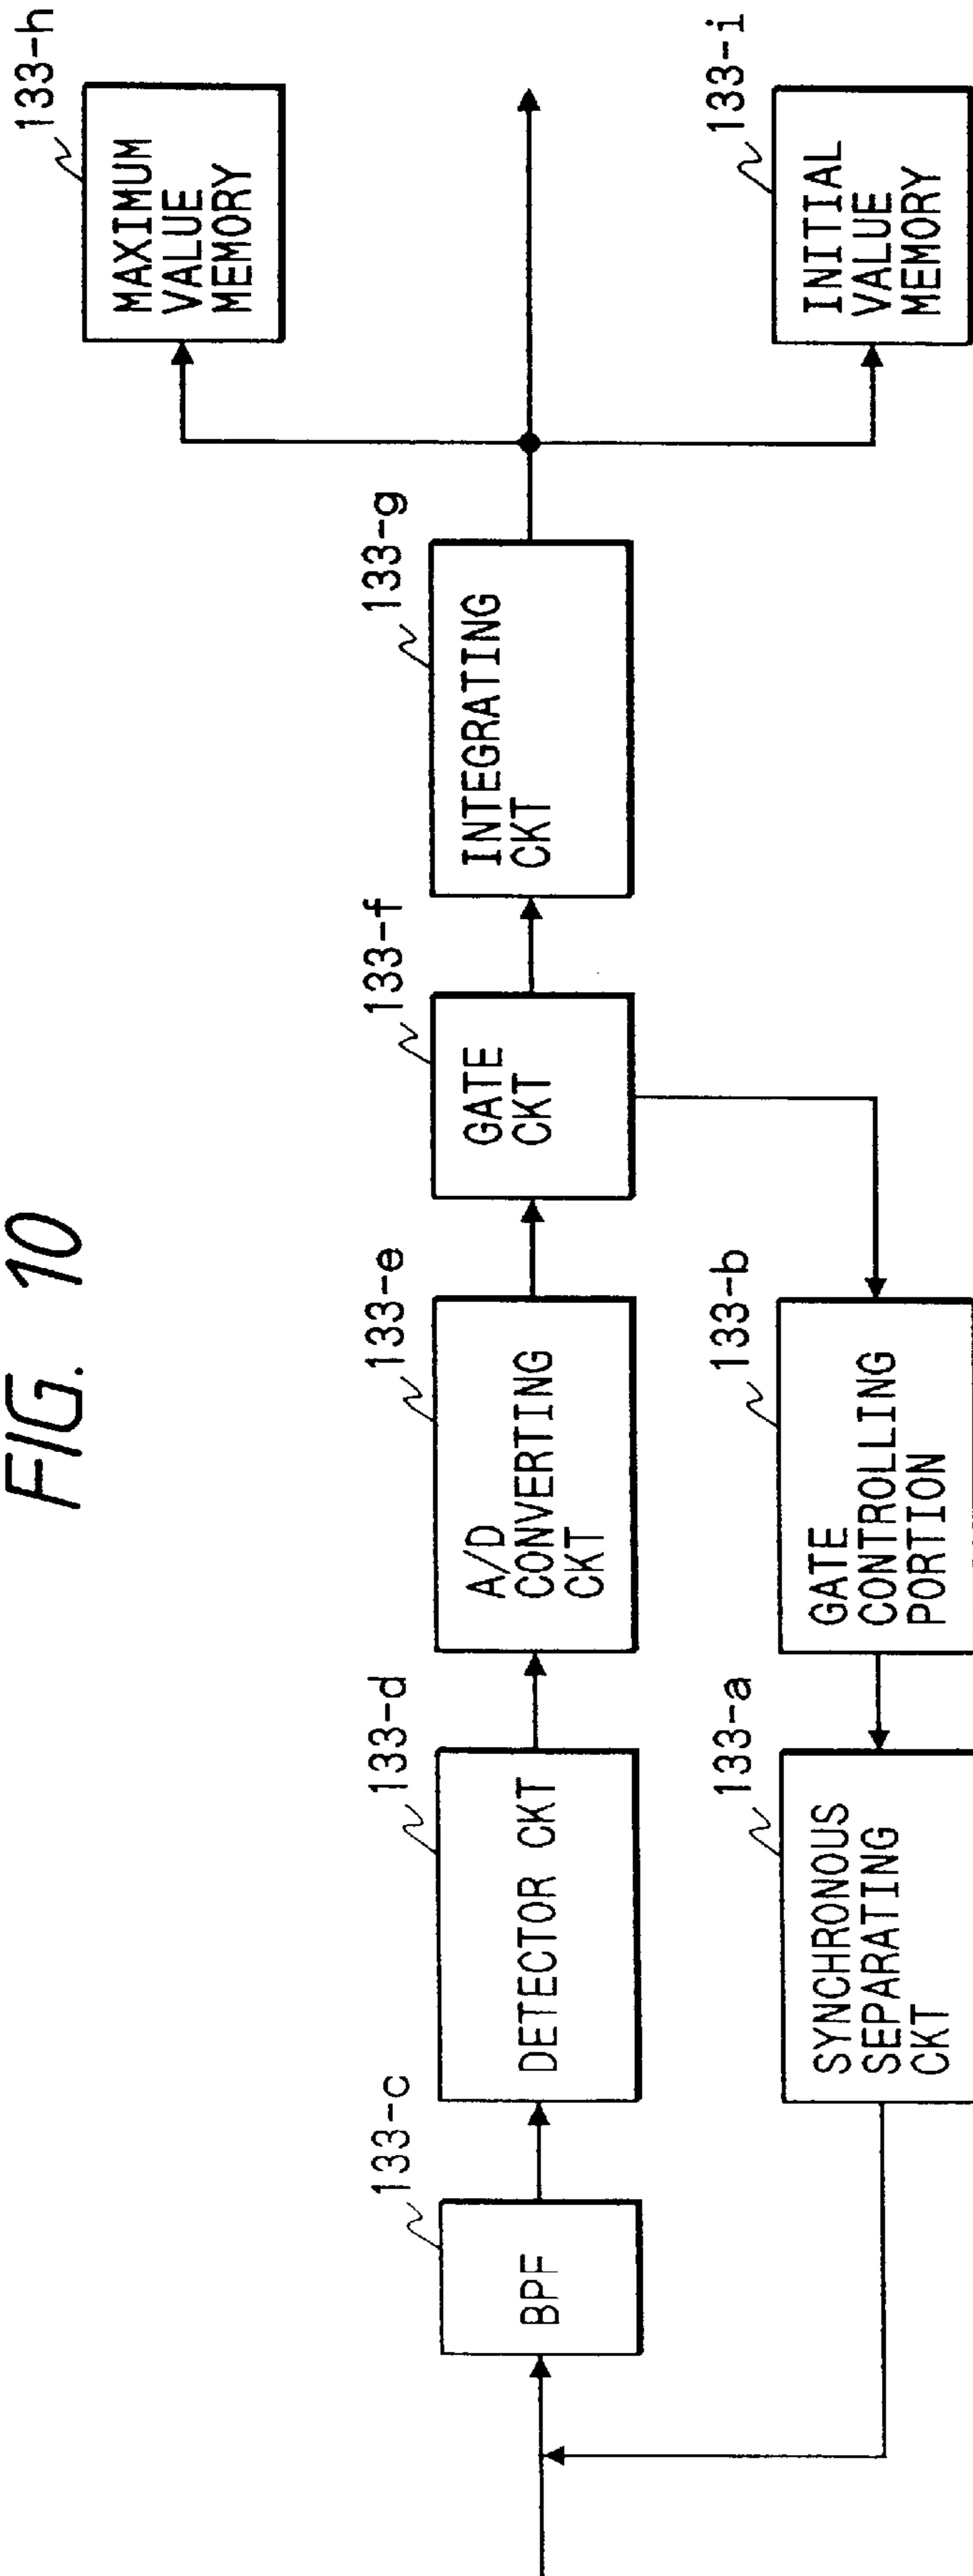 FIG. 10
133-c
BPF
133-d
DETECTOR CKT
133-e
A/D
CONVERTING
CKT
133-f
GATE
CKT
133-g
INTEGRATING
CKT
133-h
MAXIMUM
VALUE
MEMORY
133-a
SYNCHRONOUS
SEPARATING
CKT
133-b
GATE
CONTROLLING
PORTION
133-i
INITIAL
VALUE
MEMORY